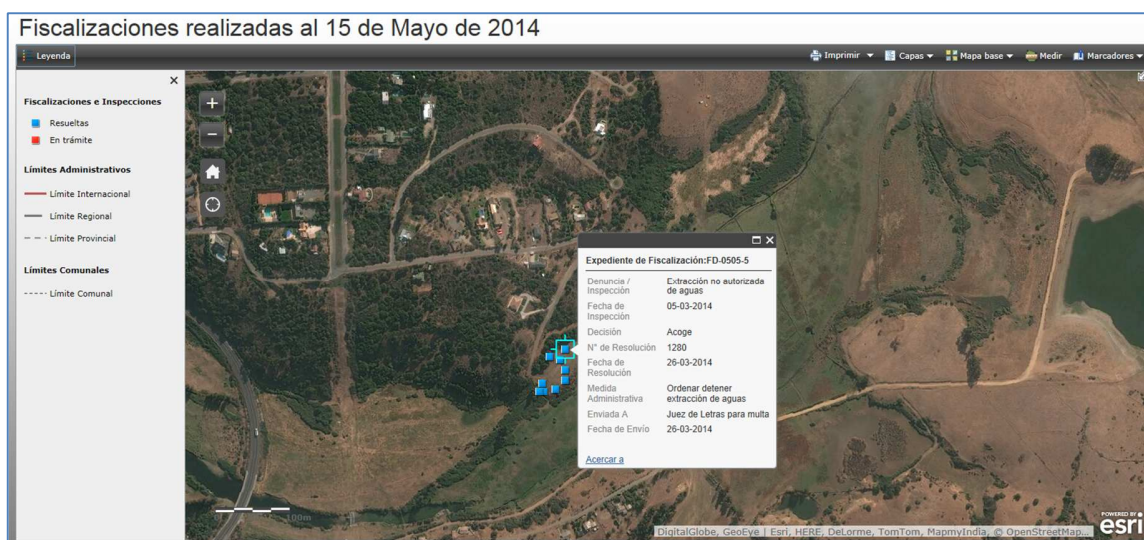 Fiscalizaciones realizadas al 15 de Mayo de 2014
Leyenda
Imprimir
Capas
Mapa base
Medir
Marcadores
Fiscalizaciones e Inspecciones
Resueltas
En trámite
Límites Administrativos
Límite Internacional
Límite Regional
Límite Provincial
Límites Comunales
Límite Comunal
Expediente de Fiscalización:FD-0505-5
Denuncia / Inspección
Extracción no autorizada de aguas
Fecha de Inspección
05-03-2014
Decisión
Acoge
N° de Resolución
1280
Fecha de Resolución
26-03-2014
Medida Administrativa
Ordenar detener extracción de aguas
Enviada A
Juez de Letras para multa
Fecha de Envío
26-03-2014
Acercar a
0
100m
DigitalGlobe, GeoEye | Esri, HERE, DeLorme, TomTom, MapmyIndia, © OpenStreetMap...
POWERED BY
esri